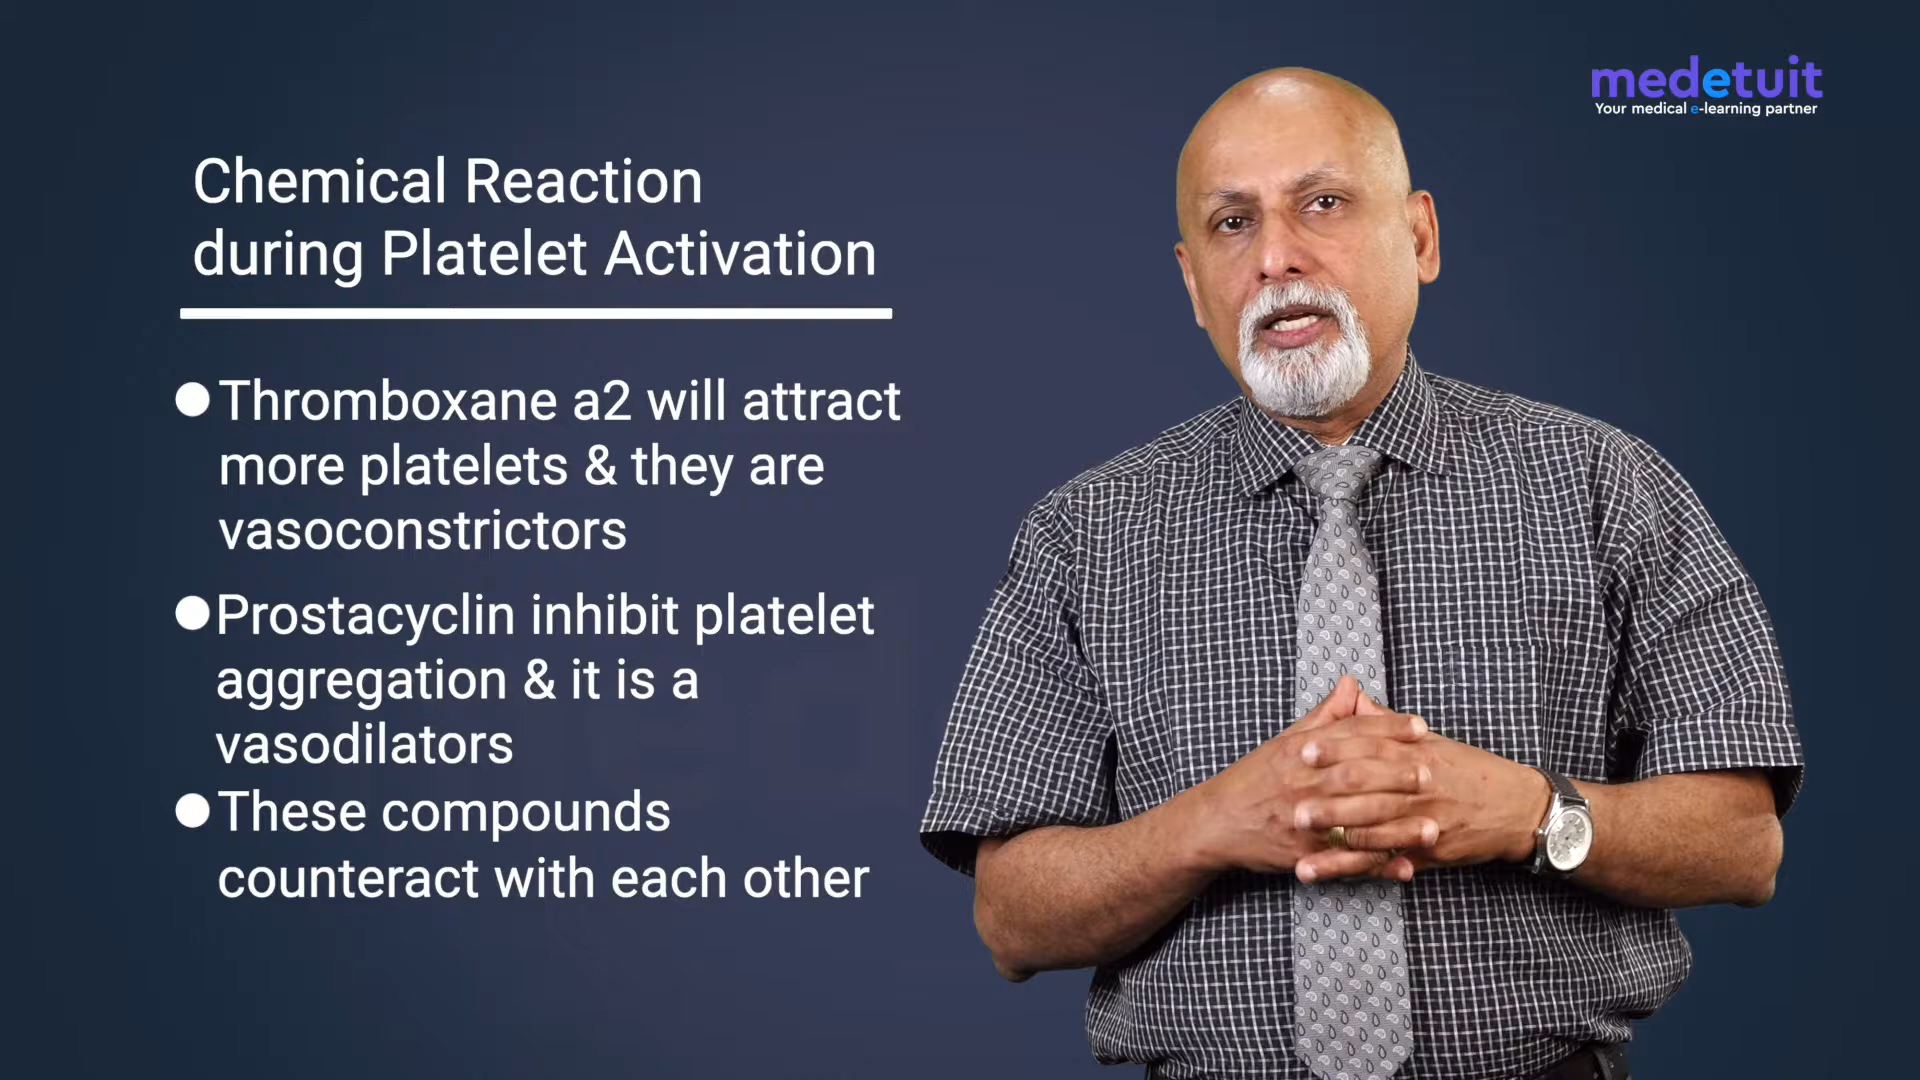 medetuit
Your medical e-learning partner
Chemical Reaction
during Platelet Activation
Thromboxane a2 will attract
more platelets & they are
vasoconstrictors
Prostacyclin inhibit platelet
aggregation & it is a
vasodilators
These compounds
counteract with each other